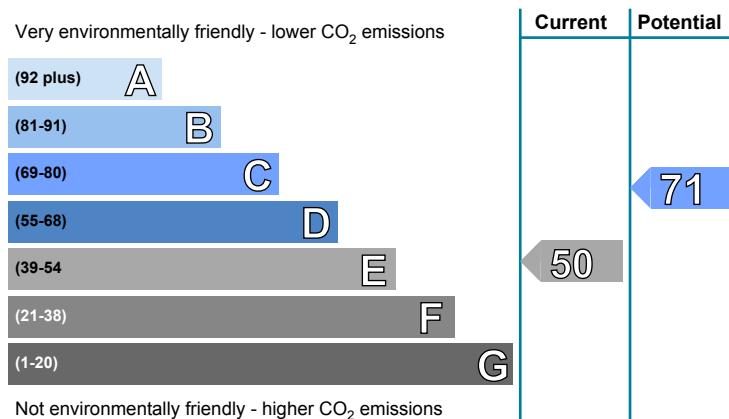 Current Potential
Very environmentally friendly - lower CO2 emissions
(92 plus) A
(81-91) B
(69-80) C
71
(55-68) D
(39-54 E
50
(21-38) F
(1-20) G
Not environmentally friendly - higher CO2 emissions